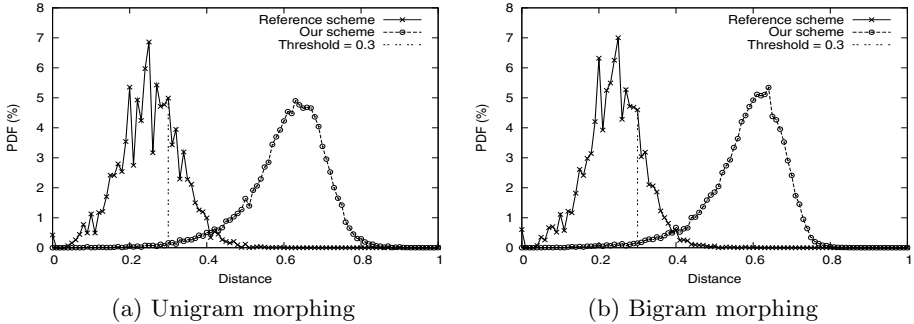 8
7
6
5
4
3
2
1
0
PDF (%)
0
0.2
0.4
0.6
0.8
1
Distance
Reference scheme
Our scheme
Threshold = 0.3
(a) Unigram morphing
8
7
6
5
4
3
2
1
0
PDF (%)
0
0.2
0.4
0.6
0.8
1
Distance
Reference scheme
Our scheme
Threshold = 0.3
(b) Bigram morphing